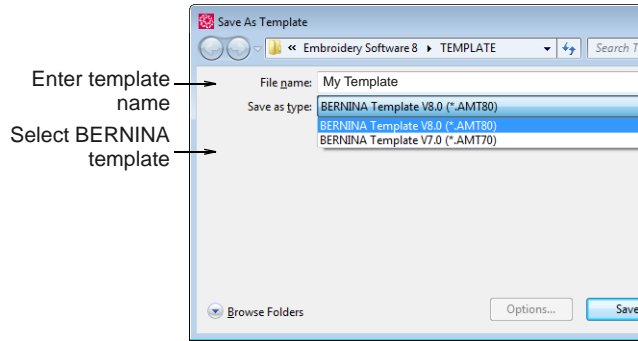 Save As Template
« Embroidery Software 8 ▸ TEMPLATE
Search T
Enter template
name
File name: My Template
Save as type: BERNINA Template V8.0 (*.AMT80)
BERNINA Template V8.0 (*.AMT80)
BERNINA Template V7.0 (*.AMT70)
Select BERNINA
template
Browse Folders
Options...
Save